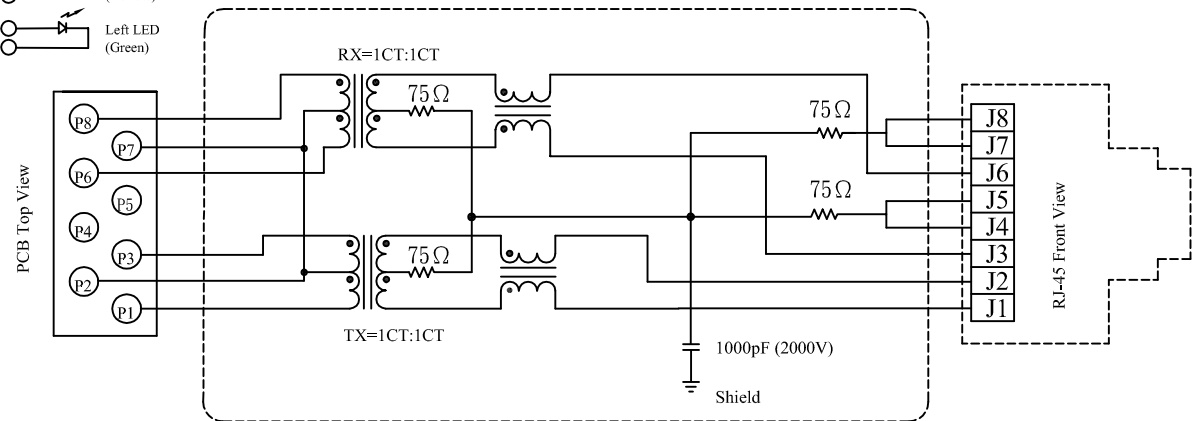 Left LED
(Green)
RX=1CT:1CT
75Ω
75Ω
75Ω
75Ω
TX=1CT:1CT
1000pF (2000V)
Shield
PCB Top View
P8
P7
P6
P5
P4
P3
P2
P1
J8
J7
J6
J5
J4
J3
J2
J1
RJ-45 Front View